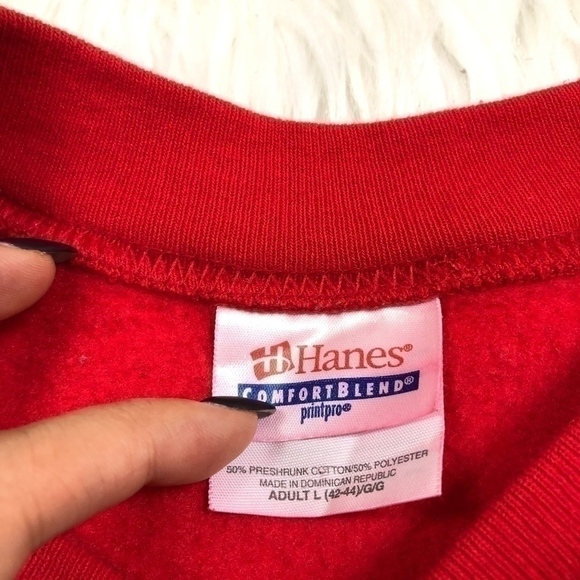 Hanes®
COMFORTBLEND®
printpro®
50% PRESHRUNK COTTON/50% POLYESTER
MADE IN DOMINICAN REPUBLIC
ADULT L (42-44)/G/G